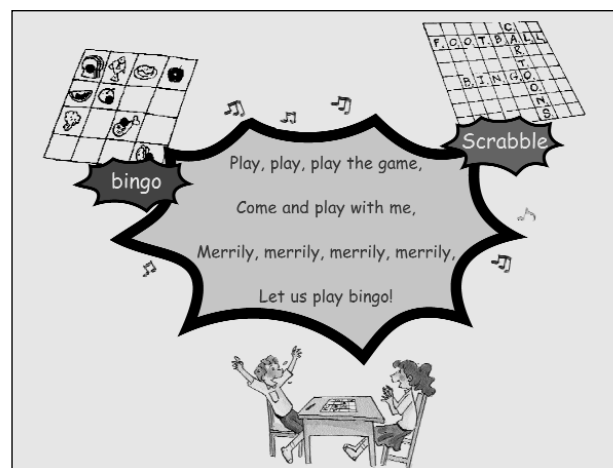 C
FOOTBALL
R
T
BINGO
O
N
S
Scrabble
bingo
Play, play, play the game,
Come and play with me,
Merrily, merrily, merrily, merrily,
Let us play bingo!